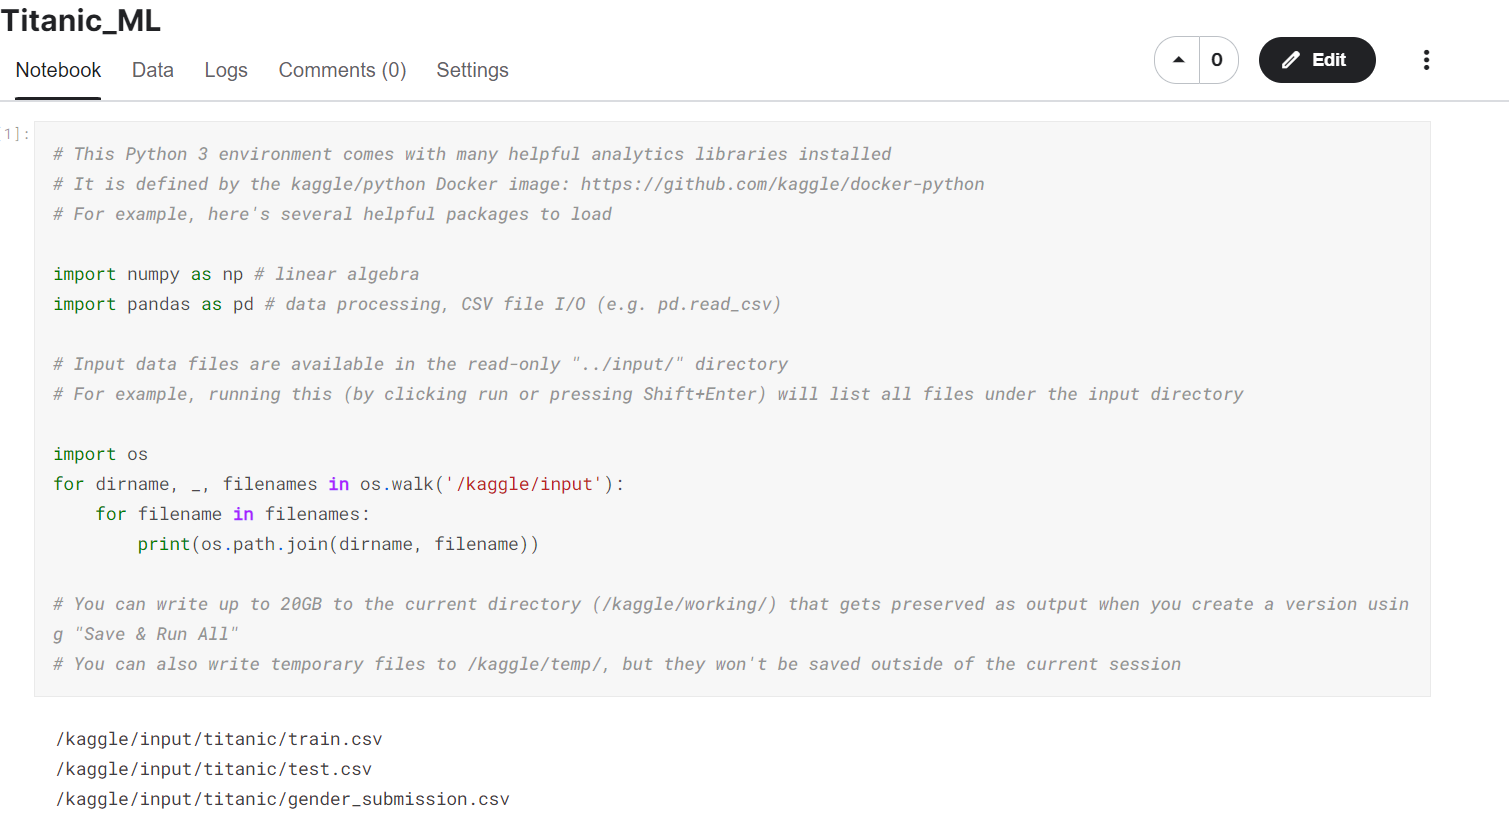 Titanic_ML
Notebook Data Logs Comments (0) Settings 0 Edit
1]:
# This Python 3 environment comes with many helpful analytics libraries installed
# It is defined by the kaggle/python Docker image: https://github.com/kaggle/docker-python
# For example, here's several helpful packages to load
import numpy as np # linear algebra
import pandas as pd # data processing, CSV file I/O (e.g. pd.read_csv)
# Input data files are available in the read-only "../input/" directory
# For example, running this (by clicking run or pressing Shift+Enter) will list all files under the input directory
import os
for dirname, _, filenames in os.walk('/kaggle/input'):
    for filename in filenames:
        print(os.path.join(dirname, filename))
# You can write up to 20GB to the current directory (/kaggle/working/) that gets preserved as output when you create a version usin
g "Save & Run All"
# You can also write temporary files to /kaggle/temp/, but they won't be saved outside of the current session
/kaggle/input/titanic/train.csv
/kaggle/input/titanic/test.csv
/kaggle/input/titanic/gender_submission.csv